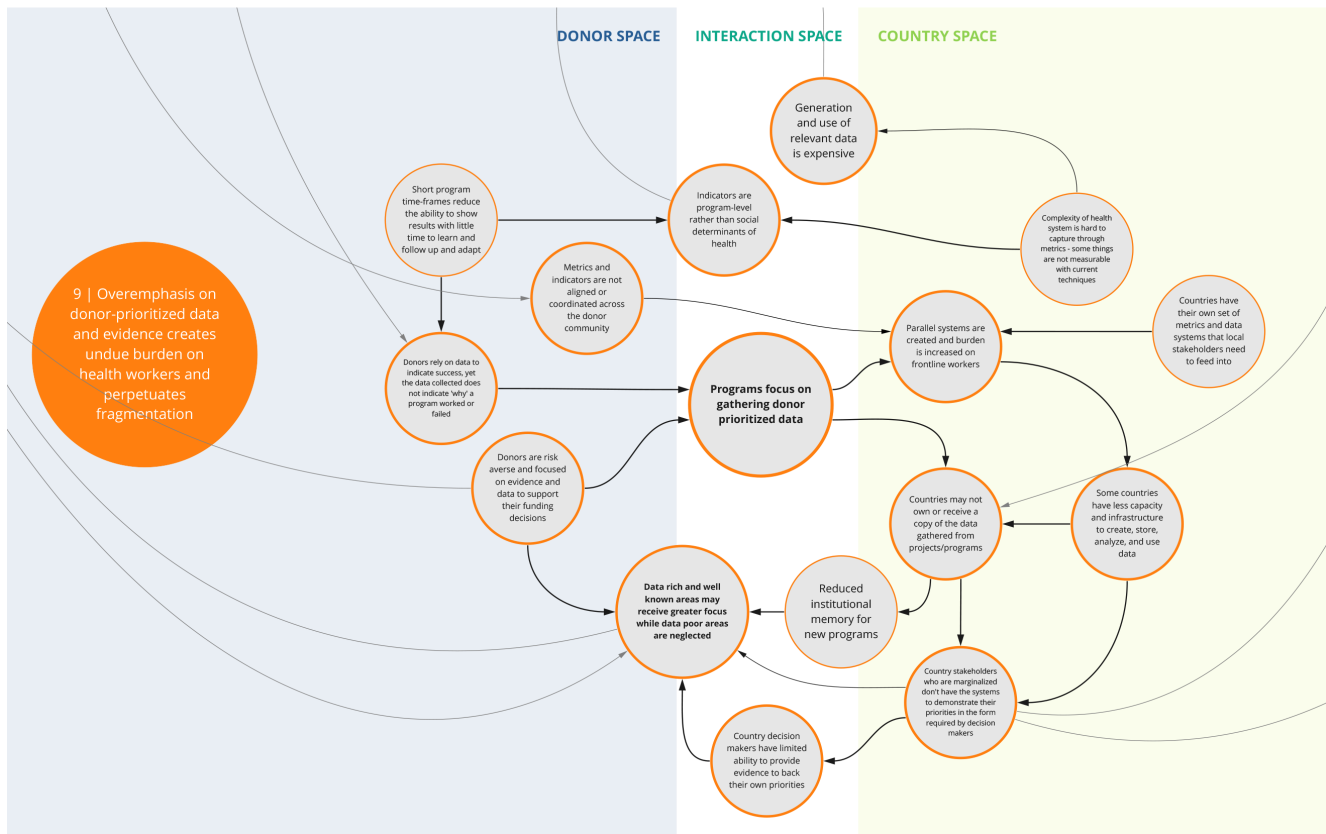 DONOR SPACE
INTERACTION SPACE
COUNTRY SPACE
Generation
and use of
relevant data
is expensive
Short program
time-frames reduce
the ability to show
results with little
time to learn and
follow up and adapt
Indicators are
program-level
rather than social
determinants of
health
Complexity of health
system is hard to
capture through
metrics - some things
are not measurable
with current
techniques
Metrics and
indicators are not
aligned or
coordinated across
the donor
community
Countries have
their own set of
metrics and data
systems that local
stakeholders need
to feed into
9 | Overemphasis on
donor-prioritized data
and evidence creates
undue burden on
health workers and
perpetuates
fragmentation
Parallel systems are
created and burden
is increased on
frontline workers
Donors rely on data to
indicate success, yet
the data collected does
not indicate 'why' a
program worked or
failed
Programs focus on
gathering donor
prioritized data
Donors are risk
averse and focused
on evidence and
data to support
their funding
decisions
Countries may not
own or receive a
copy of the data
gathered from
projects/programs
Some countries
have less capacity
and infrastructure
to create, store,
analyze, and use
data
Data rich and well
known areas may
receive greater focus
while data poor areas
are neglected
Reduced
institutional
memory for
new programs
Country stakeholders
who are marginalized
don't have the systems
to demonstrate their
priorities in the form
required by decision
makers
Country decision
makers have limited
ability to provide
evidence to back
their own priorities